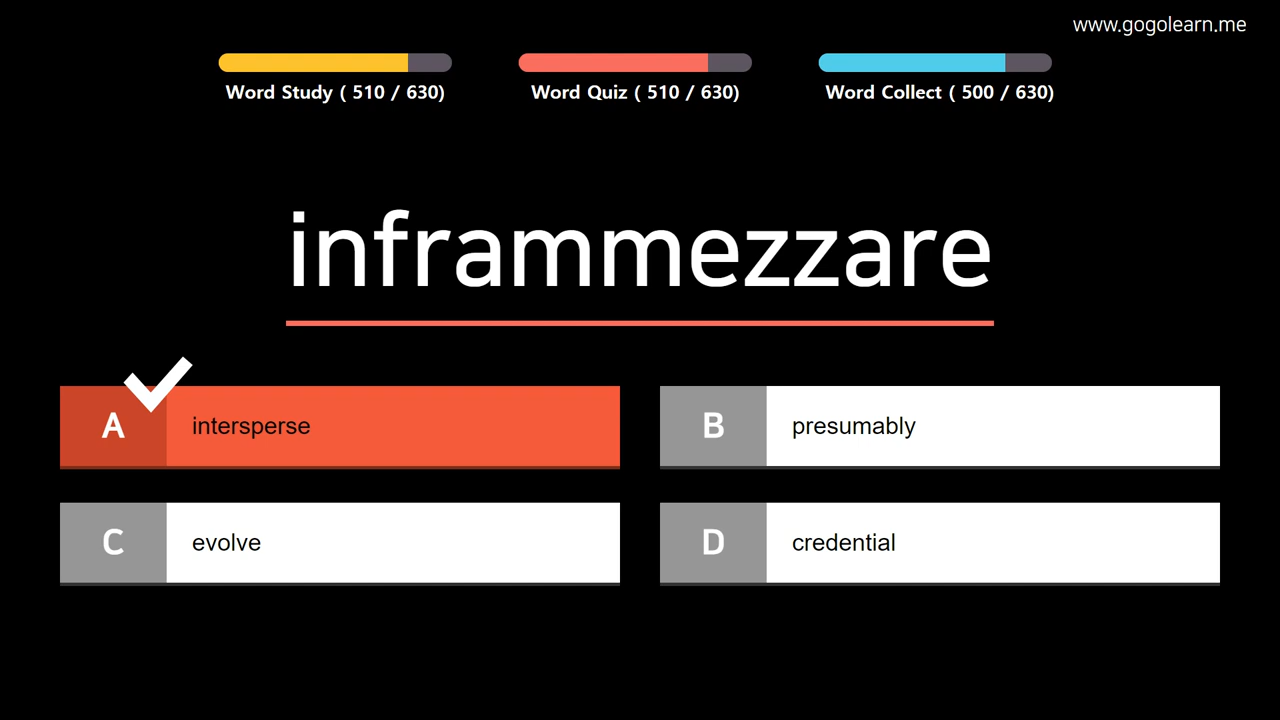 www.gogolearn.me
Word Study ( 510 / 630)
Word Quiz ( 510 / 630)
Word Collect ( 500 / 630)
inframmezzare
A intersperse
B presumably
C evolve
D credential